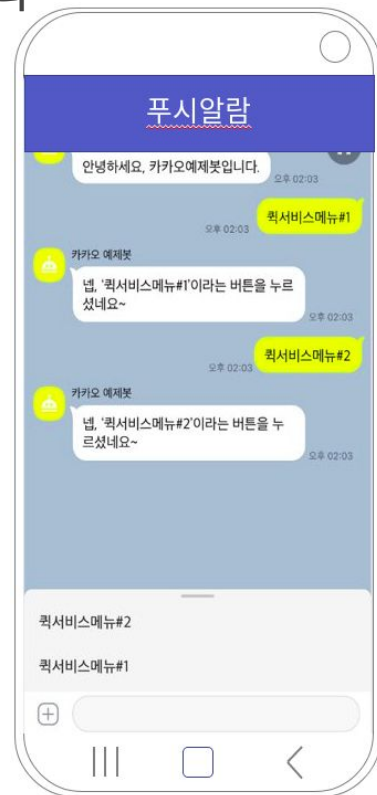 푸시알람
안녕하세요, 카카오예제봇입니다.
오후 02:03
퀵서비스메뉴#1
오후 02:03
카카오 예제봇
넵, '퀵서비스메뉴#1'이라는 버튼을 누르
셨네요~
오후 02:03
퀵서비스메뉴#2
오후 02:03
카카오 예제봇
넵, '퀵서비스메뉴#2'이라는 버튼을 누
르셨네요~
오후 02:03
퀵서비스메뉴#2
퀵서비스메뉴#1